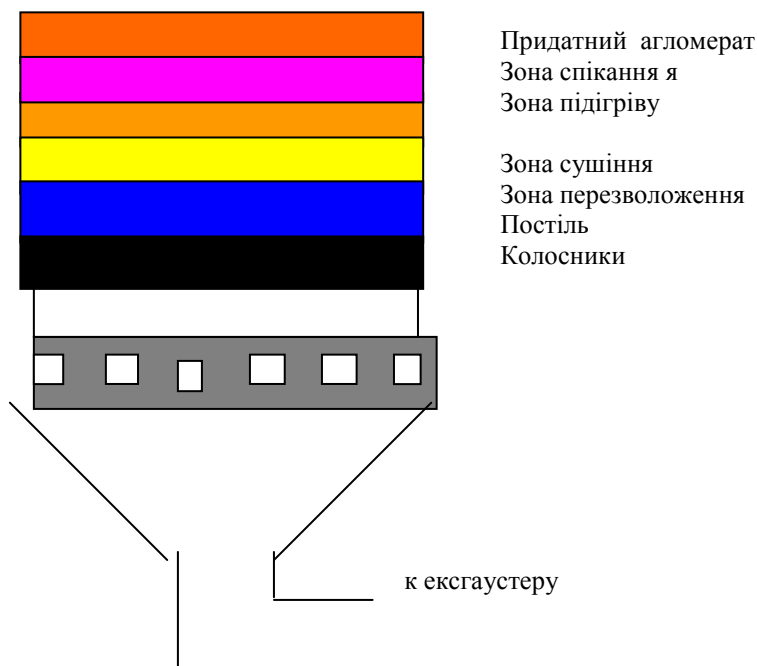 Придатний агломерат
Зона спікання я
Зона підігріву
Зона сушіння
Зона перезволоження
Постіль
Колосники
к ексгаустеру